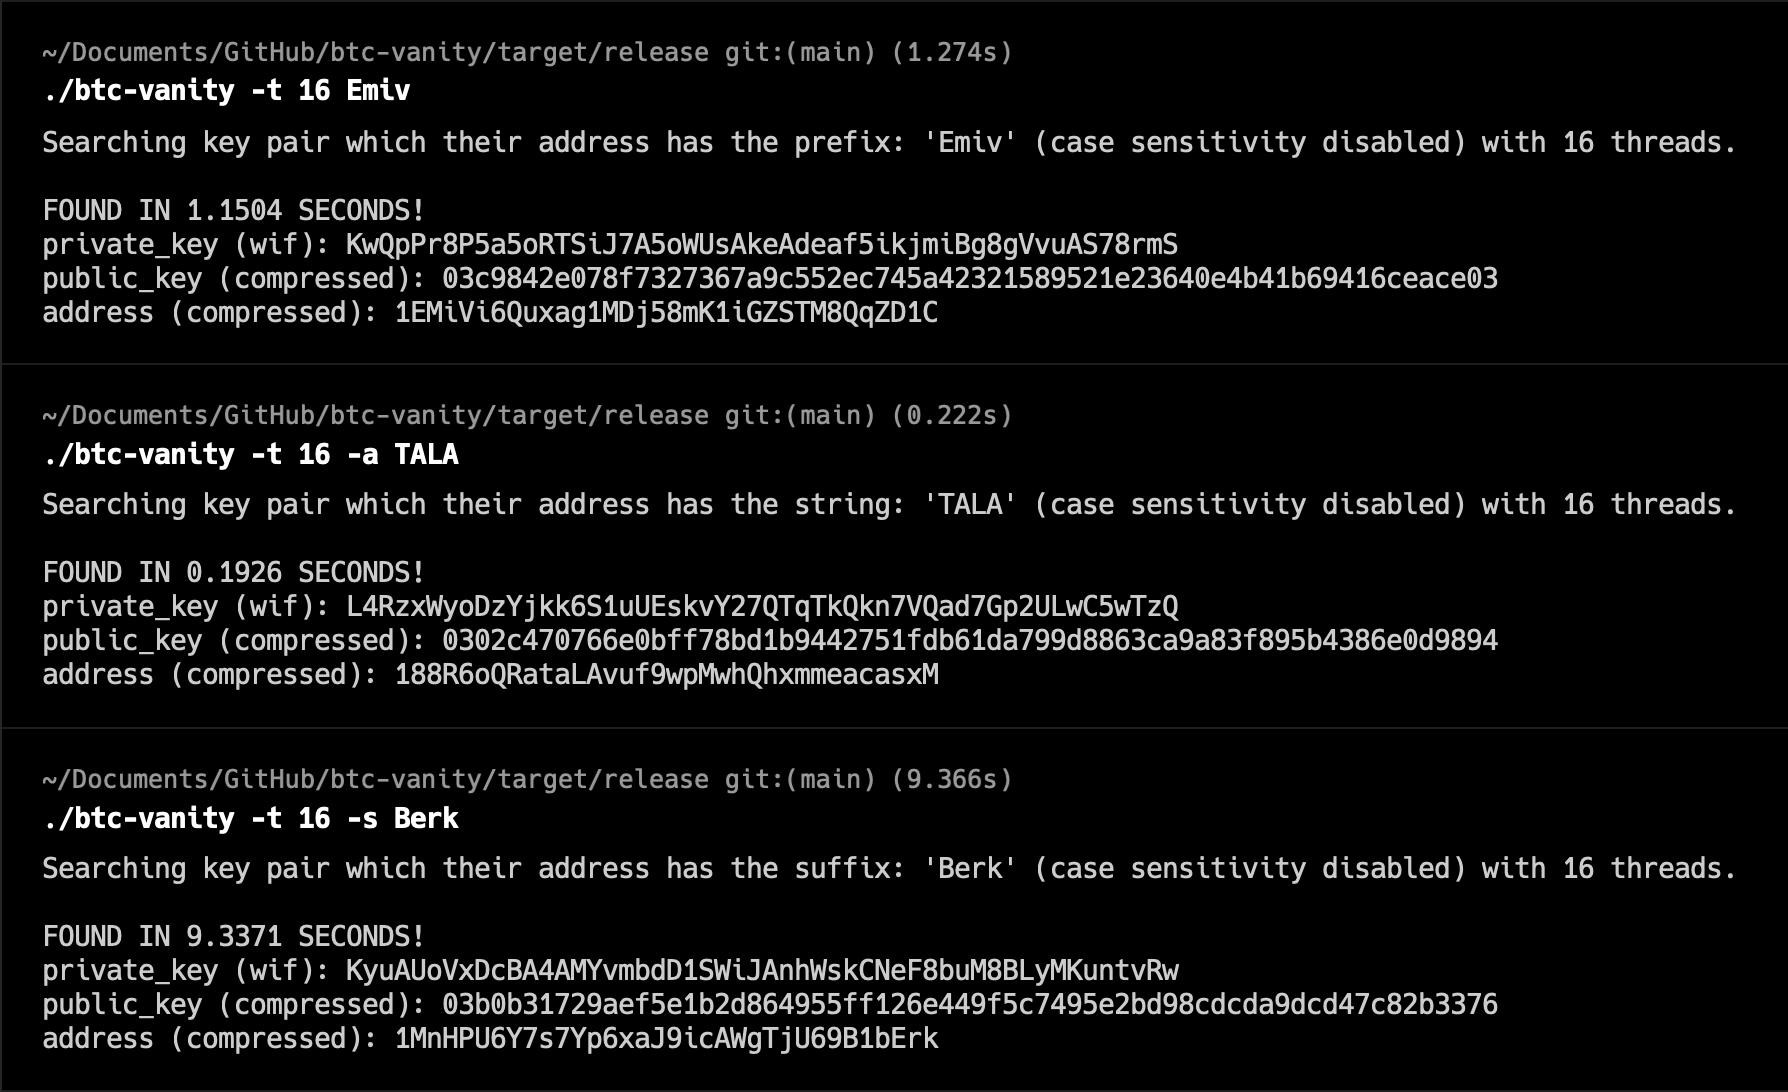 ~/Documents/GitHub/btc-vanity/target/release git:(main) (1.274s)
./btc-vanity -t 16 Emiv
Searching key pair which their address has the prefix: 'Emiv' (case sensitivity disabled) with 16 threads.
FOUND IN 1.1504 SECONDS!
private_key (wif): KwQpPr8P5a5oRTSiJ7A5oWUsAkeAdeaf5ikjmiBg8gVvuAS78rmS
public_key (compressed): 03c9842e078f7327367a9c552ec745a42321589521e23640e4b41b69416ceace03
address (compressed): 1EMiVi6Quxag1MDj58mK1iGZSTM8QqZD1C
~/Documents/GitHub/btc-vanity/target/release git:(main) (0.222s)
./btc-vanity -t 16 -a TALA
Searching key pair which their address has the string: 'TALA' (case sensitivity disabled) with 16 threads.
FOUND IN 0.1926 SECONDS!
private_key (wif): L4RzxWyoDzYjkk6S1uUEskvY27QTqTkQkn7VQad7Gp2ULwC5wTzQ
public_key (compressed): 0302c470766e0bff78bd1b9442751fdb61da799d8863ca9a83f895b4386e0d9894
address (compressed): 188R6oQRataLAvuf9wpMwhQhxmmeacasxM
~/Documents/GitHub/btc-vanity/target/release git:(main) (9.366s)
./btc-vanity -t 16 -s Berk
Searching key pair which their address has the suffix: 'Berk' (case sensitivity disabled) with 16 threads.
FOUND IN 9.3371 SECONDS!
private_key (wif): KyuAUoVxDcBA4AMYvmbdD1SWiJAnhWskCNeF8buM8BLyMKuntvRw
public_key (compressed): 03b0b31729aef5e1b2d864955ff126e449f5c7495e2bd98cdcda9dcd47c82b3376
address (compressed): 1MnHPU6Y7s7Yp6xaJ9icAWgTjU69B1bErk